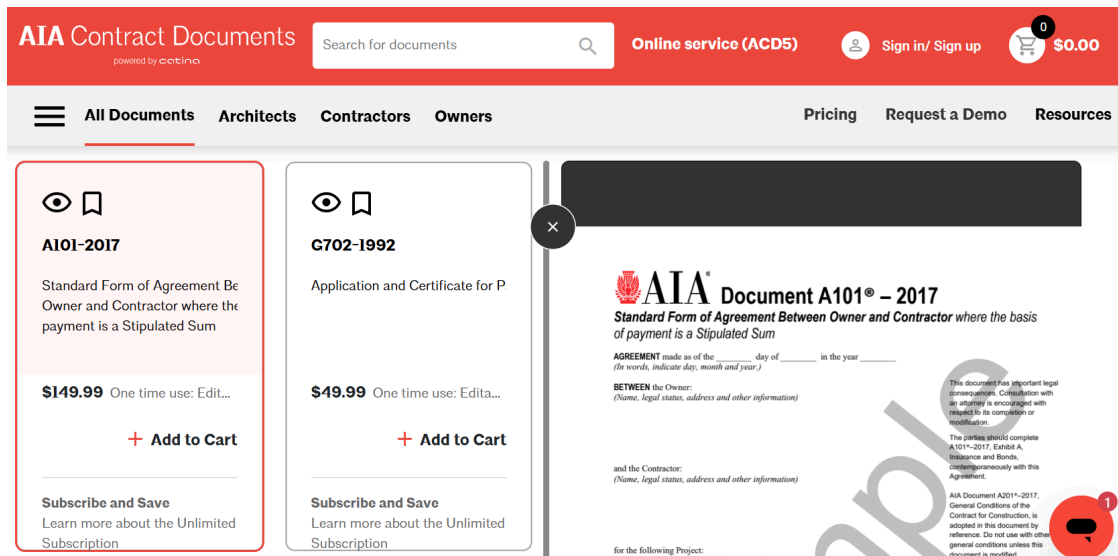 AIA Contract Documents
powered by catina
Search for documents
Online service (ACD5)
Sign in/ Sign up
0
$0.00
All Documents
Architects
Contractors
Owners
Pricing
Request a Demo
Resources
A101-2017
Standard Form of Agreement Be
Owner and Contractor where the
payment is a Stipulated Sum
$149.99 One time use: Edit...
+ Add to Cart
Subscribe and Save
Learn more about the Unlimited
Subscription
G702-1992
Application and Certificate for P
$49.99 One time use: Edita...
+ Add to Cart
Subscribe and Save
Learn more about the Unlimited
Subscription
AIA® Document A101® – 2017
Standard Form of Agreement Between Owner and Contractor where the basis
of payment is a Stipulated Sum
AGREEMENT made as of the ________ day of ________ in the year ________
(In words, indicate day, month and year.)
BETWEEN the Owner:
(Name, legal status, address and other information)
and the Contractor:
(Name, legal status, address and other information)
for the following Project:
This document has important legal
consequences. Consultation with
an attorney is encouraged with
respect to its completion or
modification.
The parties should complete
A101®–2017, Exhibit A,
Insurance and Bonds,
contemporaneously with this
Agreement.
AIA Document A201®–2017,
General Conditions of the
Contract for Construction, is
adopted in this document by
reference. Do not use with other
general conditions unless this
document is modified.
1